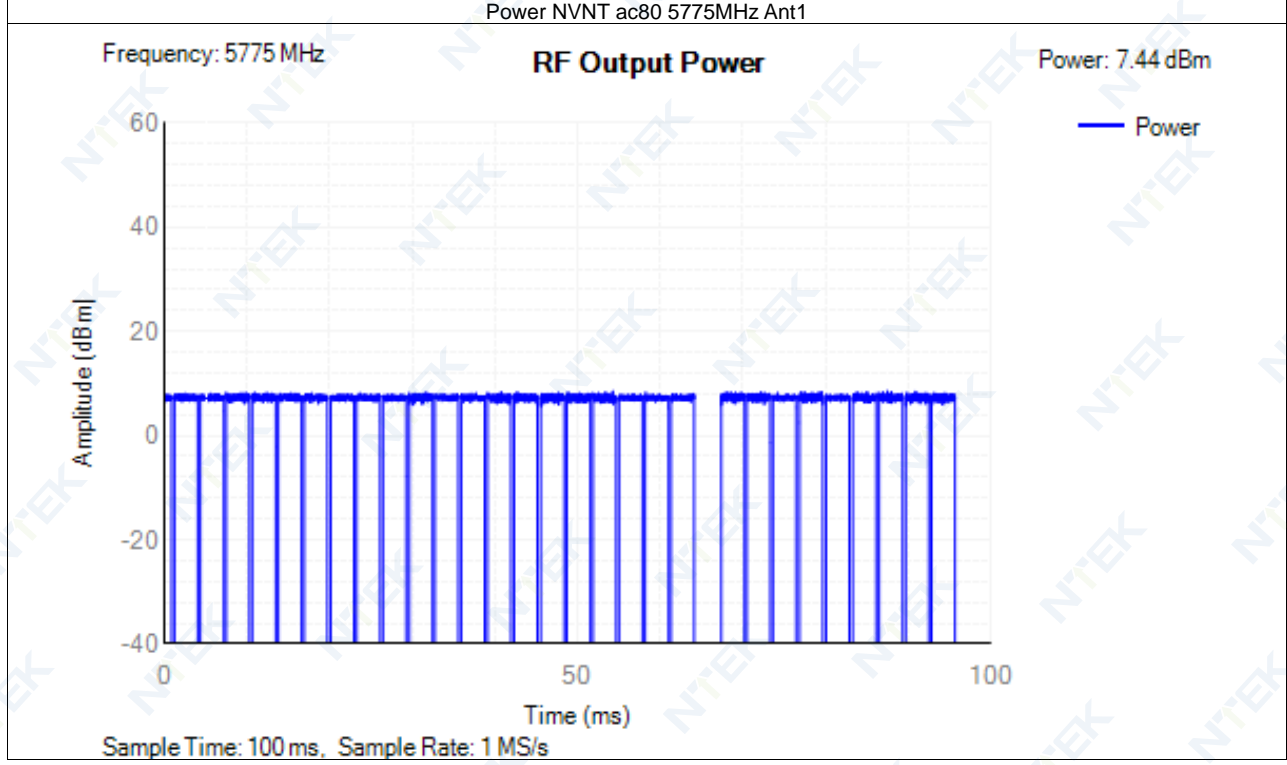 Power NVNT ac80 5775MHz Ant1
Frequency: 5775 MHz
RF Output Power
Power: 7.44 dBm
Power
60
40
20
0
-20
-40
Amplitude (dBm)
0
50
100
Time (ms)
Sample Time: 100 ms, Sample Rate: 1 MS/s
NTEK